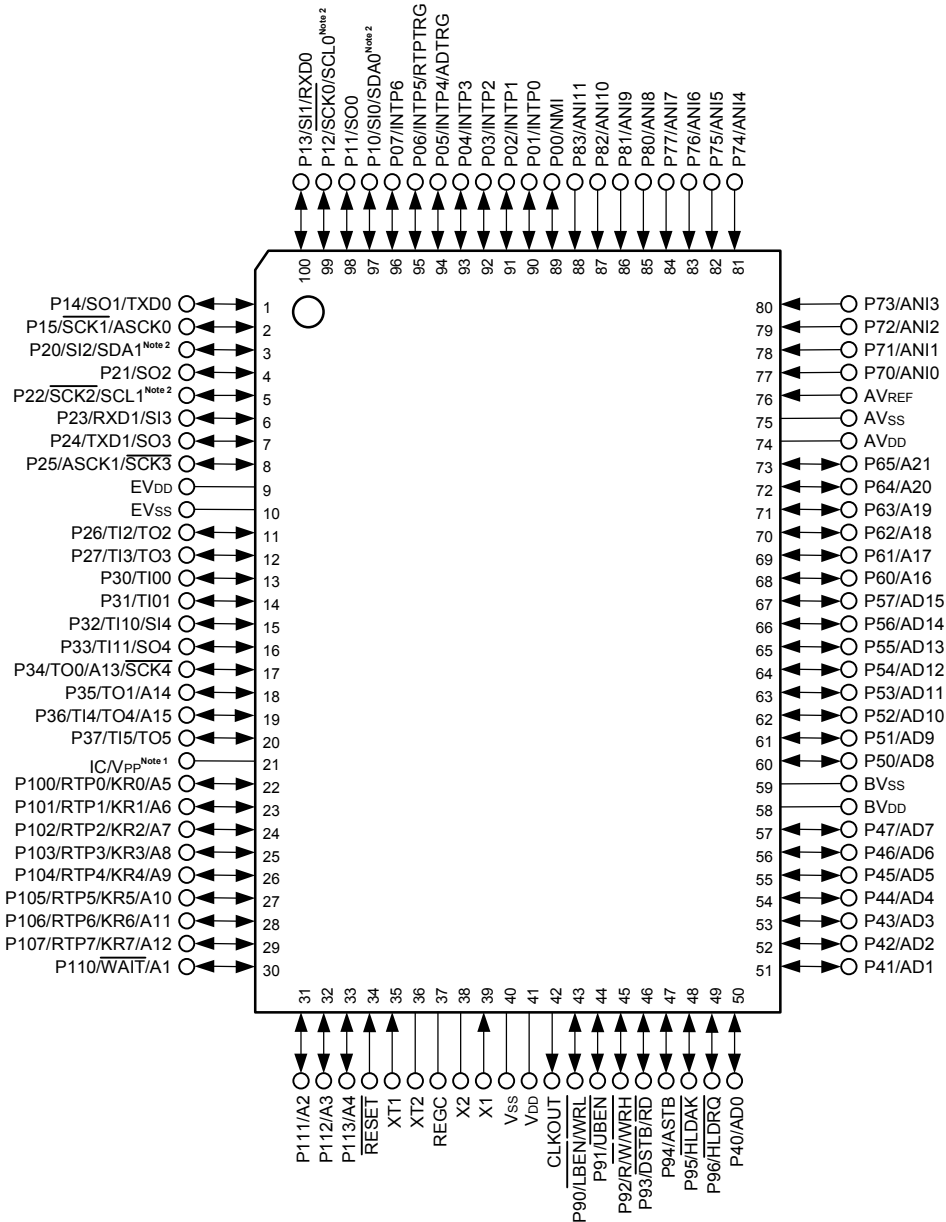 P13/SI1/RXD0
P12/SCK0/SCL0Note 2
P11/SO0
P10/SI0/SDA0Note 2
P07/INTP6
P06/INTP5/RTPTRG
P05/INTP4/ADTRG
P04/INTP3
P03/INTP2
P02/INTP1
P01/INTP0
P00/NMI
P83/ANI11
P82/ANI10
P81/ANI9
P80/ANI8
P77/ANI7
P76/ANI6
P75/ANI5
P74/ANI4
100 99 98 97 96 95 94 93 92 91 90 89 88 87 86 85 84 83 82 81
P14/SO1/TXD0 1
P15/SCK1/ASCK0 2
P20/SI2/SDA1Note 2 3
P21/SO2 4
P22/SCK2/SCL1Note 2 5
P23/RXD1/SI3 6
P24/TXD1/SO3 7
P25/ASCK1/SCK3 8
EVDD 9
EVSS 10
P26/TI2/TO2 11
P27/TI3/TO3 12
P30/TI00 13
P31/TI01 14
P32/TI10/SI4 15
P33/TI11/SO4 16
P34/TO0/A13/SCK4 17
P35/TO1/A14 18
P36/TI4/TO4/A15 19
P37/TI5/TO5 20
IC/VPPNote 1 21
P100/RTP0/KR0/A5 22
P101/RTP1/KR1/A6 23
P102/RTP2/KR2/A7 24
P103/RTP3/KR3/A8 25
P104/RTP4/KR4/A9 26
P105/RTP5/KR5/A10 27
P106/RTP6/KR6/A11 28
P107/RTP7/KR7/A12 29
P110/WAIT/A1 30
80 P73/ANI3
79 P72/ANI2
78 P71/ANI1
77 P70/ANI0
76 AVREF
75 AVSS
74 AVDD
73 P65/A21
72 P64/A20
71 P63/A19
70 P62/A18
69 P61/A17
68 P60/A16
67 P57/AD15
66 P56/AD14
65 P55/AD13
64 P54/AD12
63 P53/AD11
62 P52/AD10
61 P51/AD9
60 P50/AD8
59 BVSS
58 BVDD
57 P47/AD7
56 P46/AD6
55 P45/AD5
54 P44/AD4
53 P43/AD3
52 P42/AD2
51 P41/AD1
31 32 33 34 35 36 37 38 39 40 41 42 43 44 45 46 47 48 49 50
P111/A2
P112/A3
P113/A4
RESET
XT1
XT2
REGC
X2
X1
VSS
VDD
CLKOUT
P90/LBEN/WRL
P91/UBEN
P92/R/W/WRH
P93/DSTB/RD
P94/ASTB
P95/HLDAK
P96/HLDRQ
P40/AD0